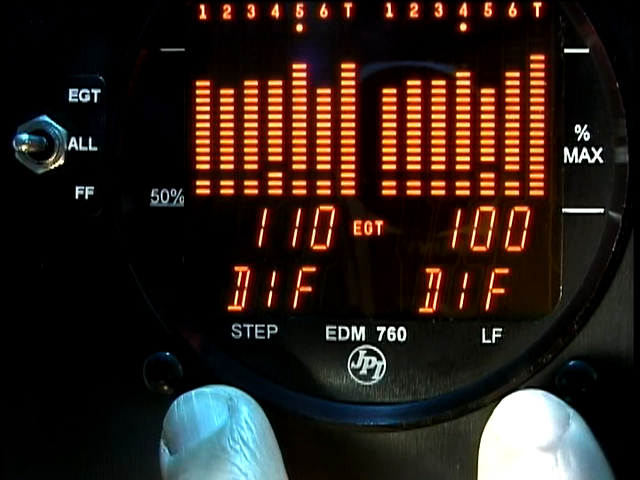 1 2 3 4 5 6 T 1 2 3 4 5 6 T
EGT
ALL
FF
% MAX
50%
110 EGT 100
DIF DIF
STEP EDM 760 LF
JPI